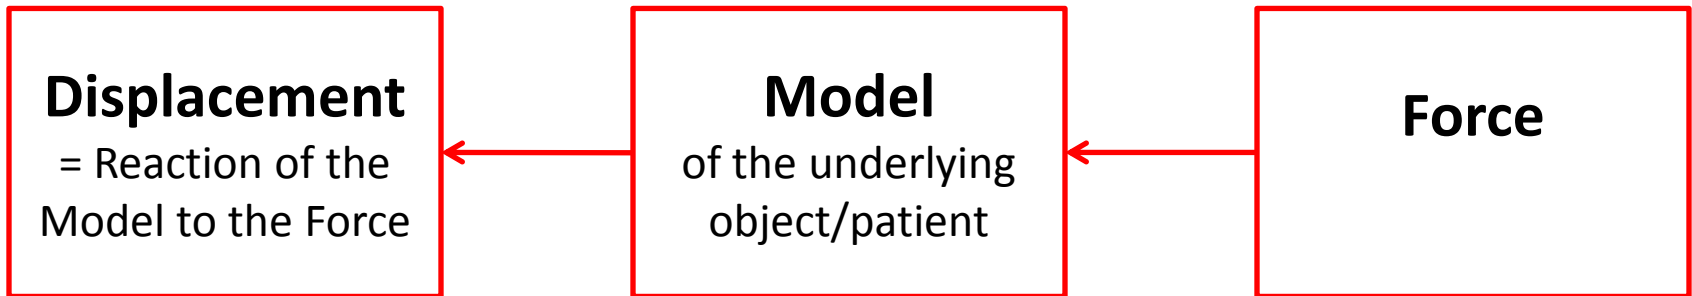 Displacement
= Reaction of the
Model to the Force
Model
of the underlying
object/patient
Force